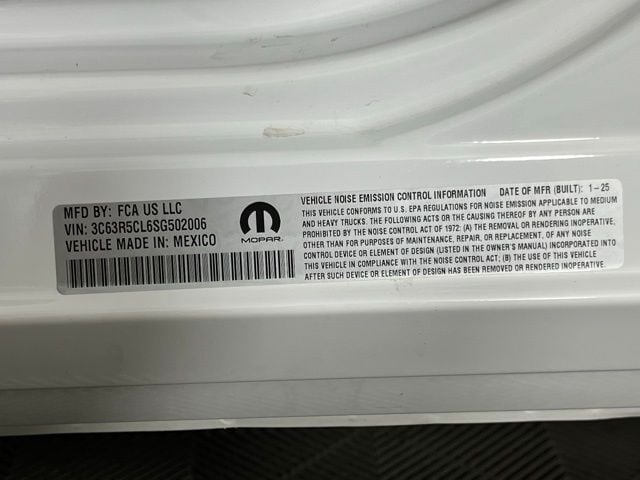 MFD BY: FCA US LLC
VIN: 3C63R5CL6SG502006
VEHICLE MADE IN: MEXICO
MOPAR
VEHICLE NOISE EMISSION CONTROL INFORMATION DATE OF MFR (BUILT): 1-25
THIS VEHICLE CONFORMS TO U.S. EPA REGULATIONS FOR NOISE EMISSION APPLICABLE TO MEDIUM
AND HEAVY TRUCKS. THE FOLLOWING ACTS OR THE CAUSING THEREOF BY ANY PERSON ARE
PROHIBITED BY THE NOISE CONTROL ACT OF 1972: (A) THE REMOVAL OR RENDERING INOPERATIVE,
OTHER THAN FOR PURPOSES OF MAINTENANCE, REPAIR, OR REPLACEMENT, OF ANY NOISE
CONTROL DEVICE OR ELEMENT OF DESIGN (LISTED IN THE OWNER'S MANUAL) INCORPORATED INTO
THIS VEHICLE IN COMPLIANCE WITH THE NOISE CONTROL ACT; (B) THE USE OF THIS VEHICLE
AFTER SUCH DEVICE OR ELEMENT OF DESIGN HAS BEEN REMOVED OR RENDERED INOPERATIVE.